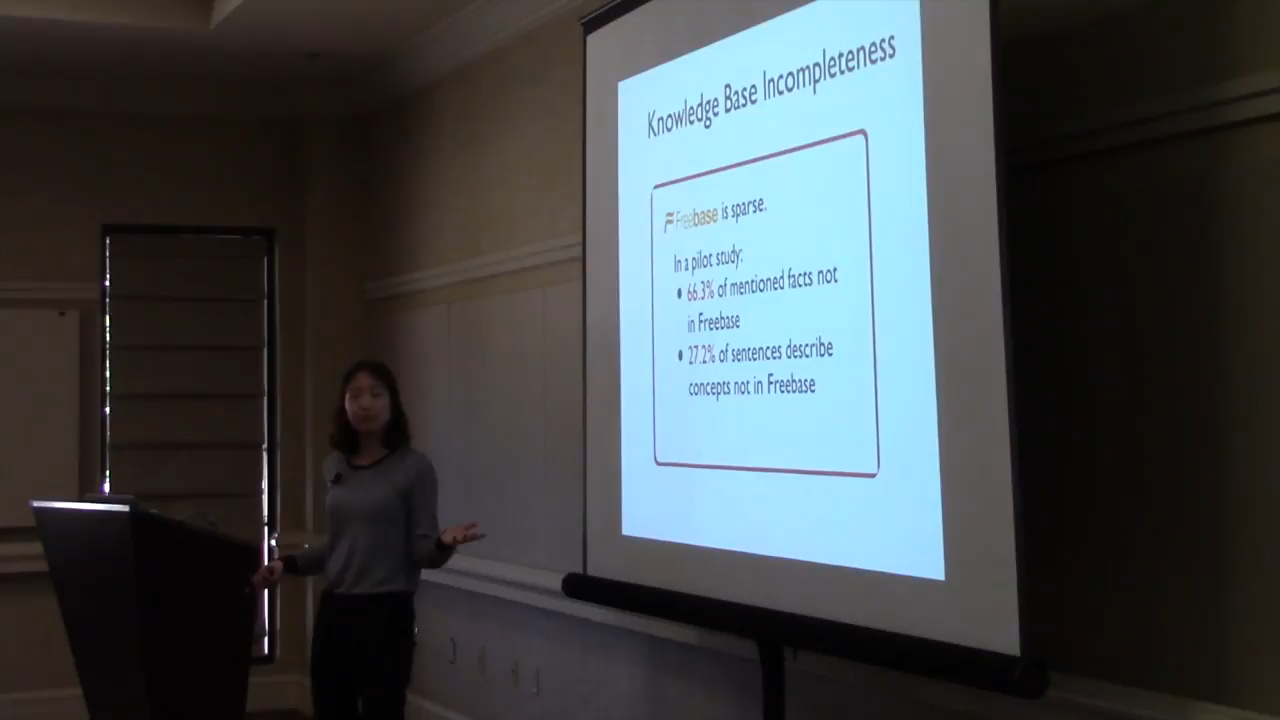 Knowledge Base Incompleteness
Freebase is sparse.
In a pilot study:
• 66.3% of mentioned facts not
in Freebase
• 27.2% of sentences describe
concepts not in Freebase